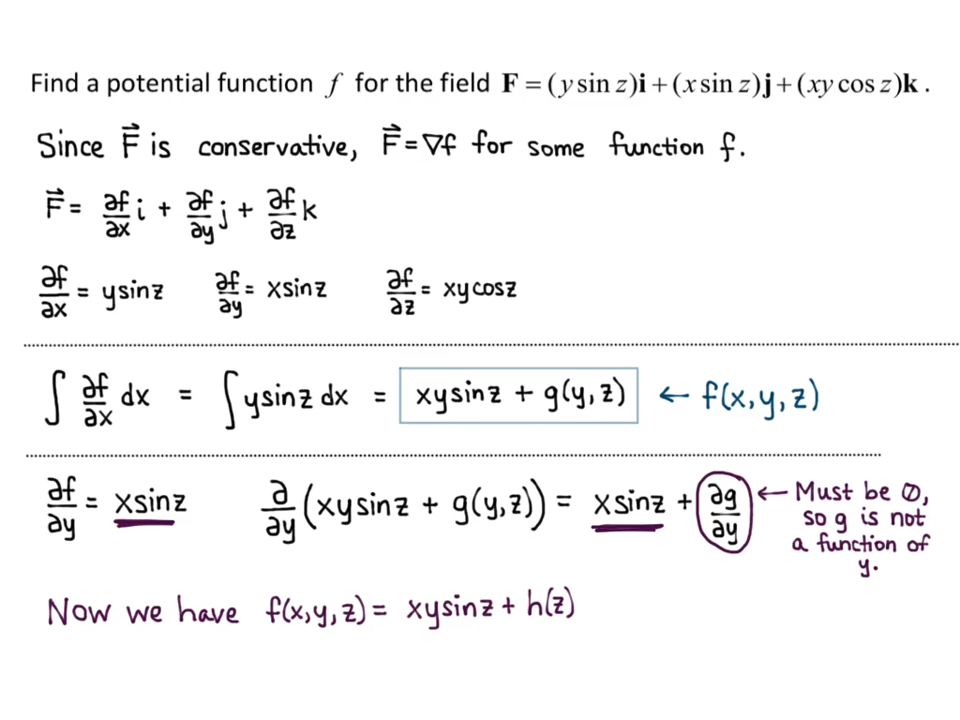 Find a potential function f for the field F = (y sin z)i + (x sin z)j + (xy cos z)k .
Since F⃗ is conservative, F⃗ = ∇f for some function f.
F⃗ = ∂f/∂x i + ∂f/∂y j + ∂f/∂z k
∂f/∂x = ysinz ∂f/∂y = xsinz ∂f/∂z = xycosz
∫ ∂f/∂x dx = ∫ ysinz dx = xysinz + g(y,z) ← f(x,y,z)
∂f/∂y = xsinz ∂/∂y (xysinz + g(y,z)) = xsinz + ∂g/∂y ← Must be 0,
so g is not
a function of
y.
Now we have f(x,y,z) = xysinz + h(z)